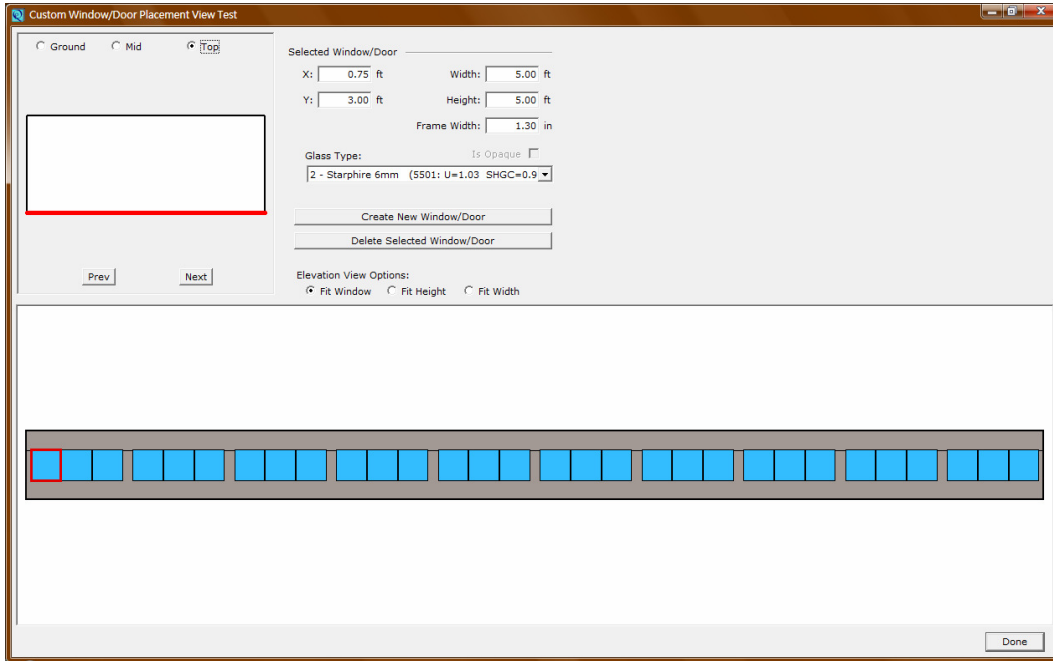 Custom Window/Door Placement View Test
Ground Mid Top
Prev Next
Selected Window/Door
X: 0.75 ft Width: 5.00 ft
Y: 3.00 ft Height: 5.00 ft
Frame Width: 1.30 in
Glass Type: Is Opaque
2 - Starphire 6mm (5501: U=1.03 SHGC=0.9
Create New Window/Door
Delete Selected Window/Door
Elevation View Options:
Fit Window Fit Height Fit Width
Done